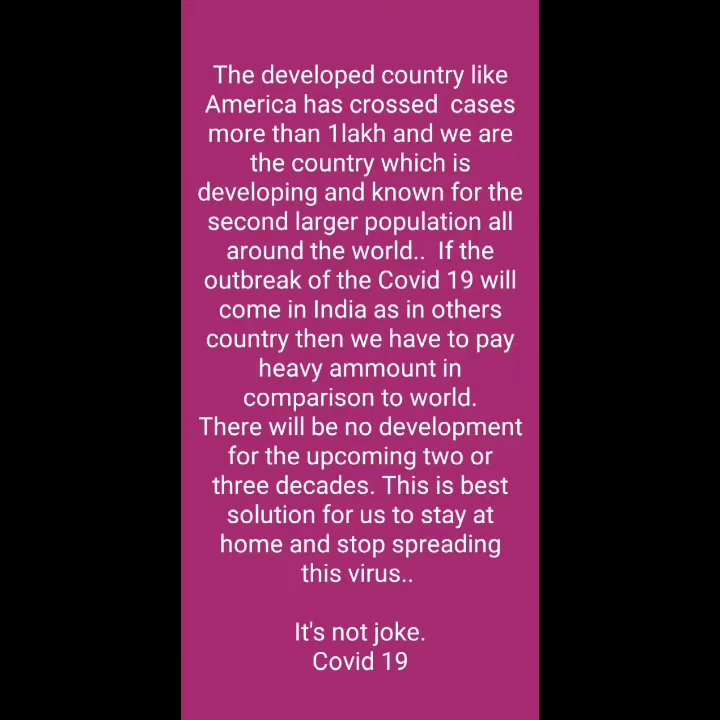 The developed country like
America has crossed  cases
more than 1lakh and we are
the country which is
developing and known for the
second larger population all
around the world..  If the
outbreak of the Covid 19 will
come in India as in others
country then we have to pay
heavy ammount in
comparison to world.
There will be no development
for the upcoming two or
three decades. This is best
solution for us to stay at
home and stop spreading
this virus..

It's not joke.
Covid 19